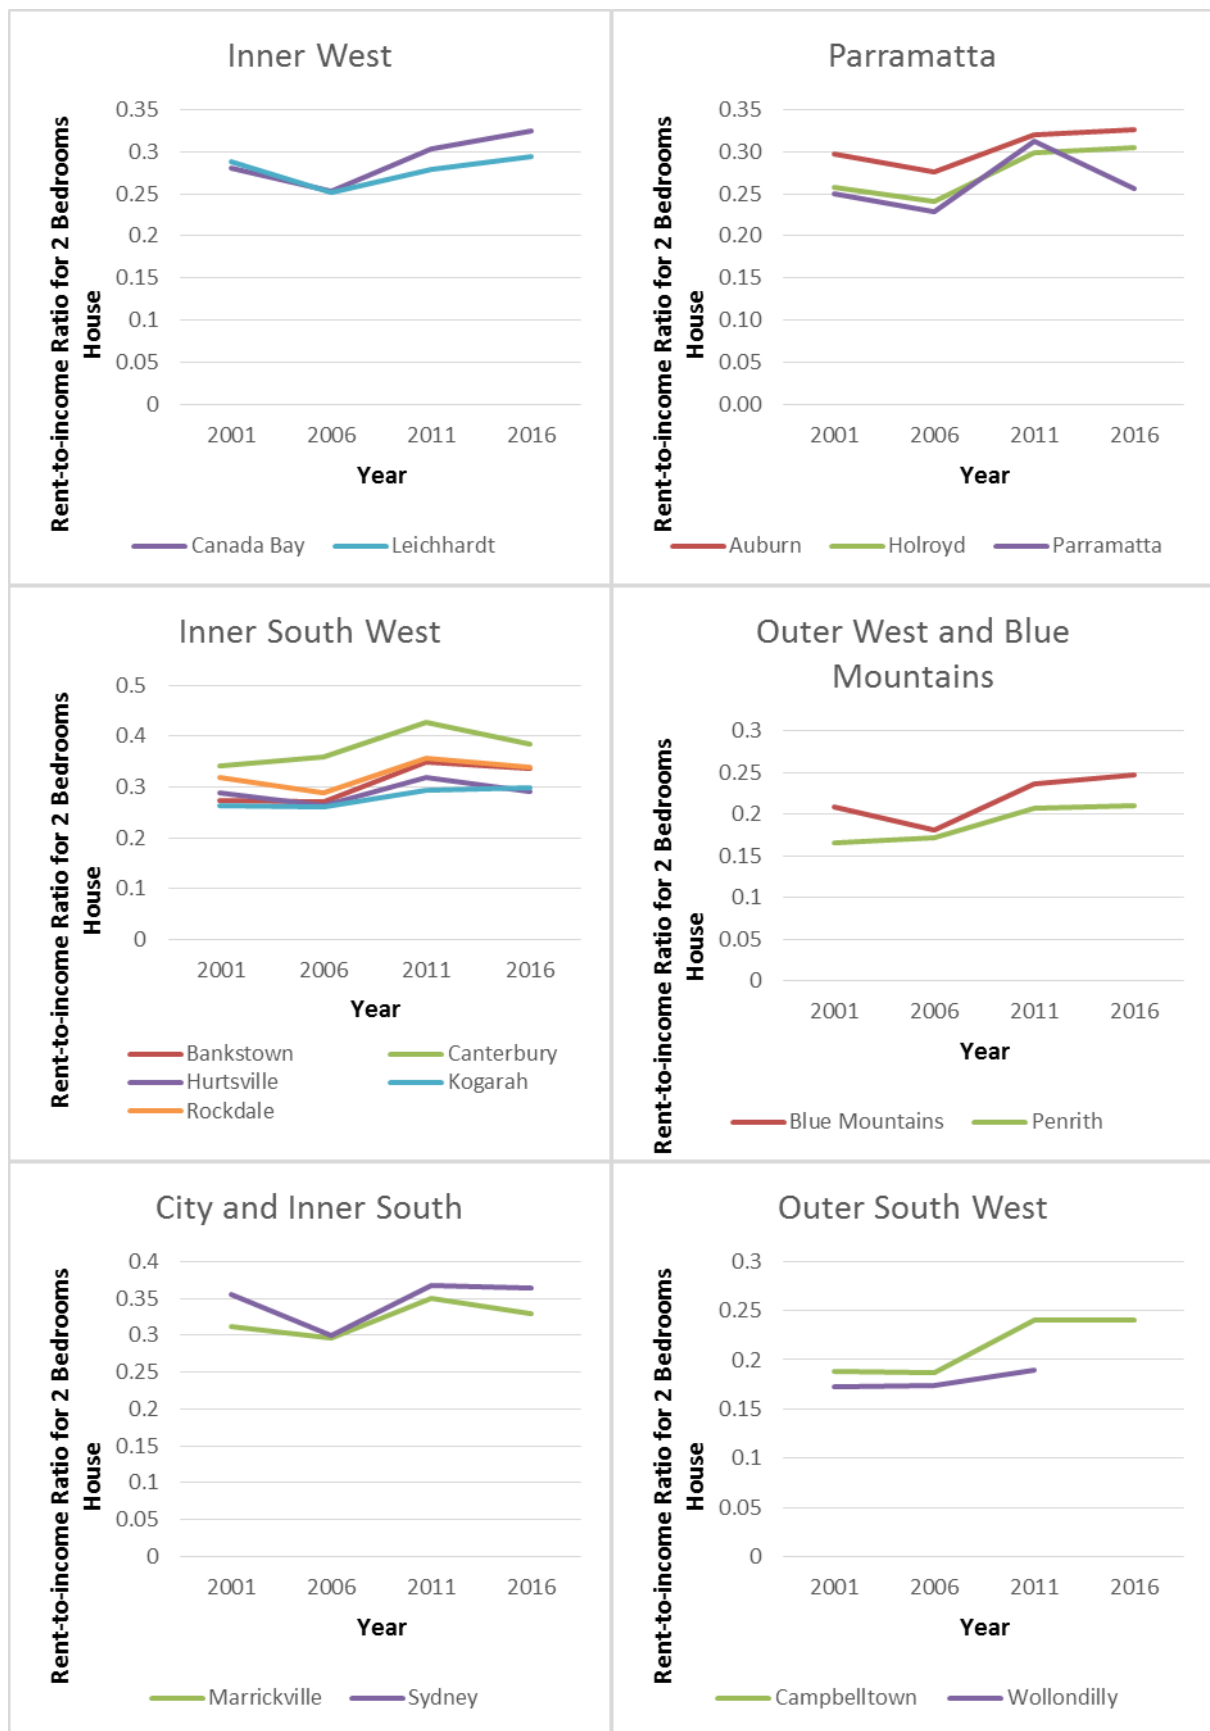 Inner West
Rent-to-income Ratio for 2 Bedrooms
House
0.35
0.3
0.25
0.2
0.15
0.1
0.05
0
2001 2006 2011 2016
Year
Canada Bay Leichhardt
Parramatta
Rent-to-income Ratio for 2 Bedrooms
House
0.35
0.30
0.25
0.20
0.15
0.10
0.05
0.00
2001 2006 2011 2016
Year
Auburn Holroyd Parramatta
Inner South West
Rent-to-income Ratio for 2 Bedrooms
House
0.5
0.4
0.3
0.2
0.1
0
2001 2006 2011 2016
Year
Bankstown Canterbury
Hurtsville Kogarah
Rockdale
Outer West and Blue
Mountains
Rent-to-income Ratio for 2 Bedrooms
House
0.3
0.25
0.2
0.15
0.1
0.05
0
2001 2006 2011 2016
Year
Blue Mountains Penrith
City and Inner South
Rent-to-income Ratio for 2 Bedrooms
House
0.4
0.35
0.3
0.25
0.2
0.15
0.1
0.05
0
2001 2006 2011 2016
Year
Marrickville Sydney
Outer South West
Rent-to-income Ratio for 2 Bedrooms
House
0.3
0.25
0.2
0.15
0.1
0.05
0
2001 2006 2011 2016
Year
Campbelltown Wollondilly